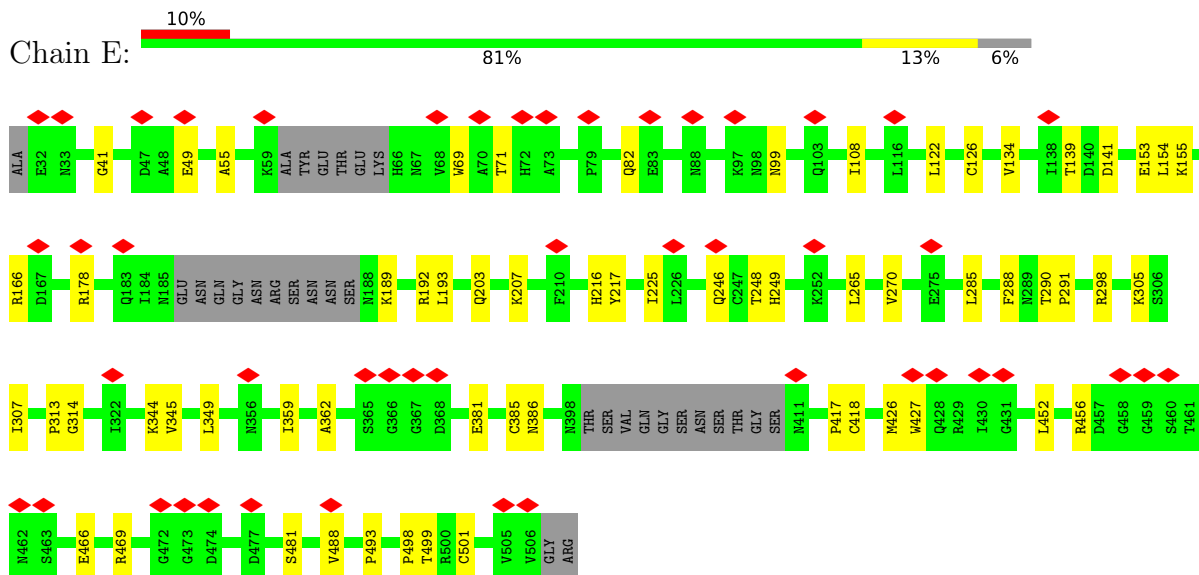 10%
Chain E:
81% 13% 6%
ALA E32 N33 G41 D47 A48 E49 A55 K59 ALA TYR GLU THR GLU LYS H66 N67 V68 W69 A70 T71 H72 A73 P79 Q82 E83 N88 K97 N98 N99 Q103 I108 L116 L122 C126 V134 I138 T139 D140 D141 E153 L154 K155
R166 D167 R178 Q183 I184 N185 GLU ASN GLN GLY ASN ARG SER ASN ASN SER N188 K189 R192 L193 Q203 K207 F210 H216 Y217 I225 L226 Q246 C247 T248 H249 K252 L265 V270 E275 L285 F288 N289 T290 P291 R298 K305 S306
I307 P313 G314 I322 K344 V345 L349 N356 I359 A362 S365 G366 G367 D368 E381 C385 N386 N398 THR SER VAL GLN GLY SER ASN SER THR GLY SER N411 P417 C418 M426 W427 Q428 R429 I430 G431 L452 R456 D457 G458 G459 S460 T461
N462 S463 E466 R469 G472 G473 D474 D477 S481 V488 P493 P498 T499 R500 C501 V505 V506 GLY ARG